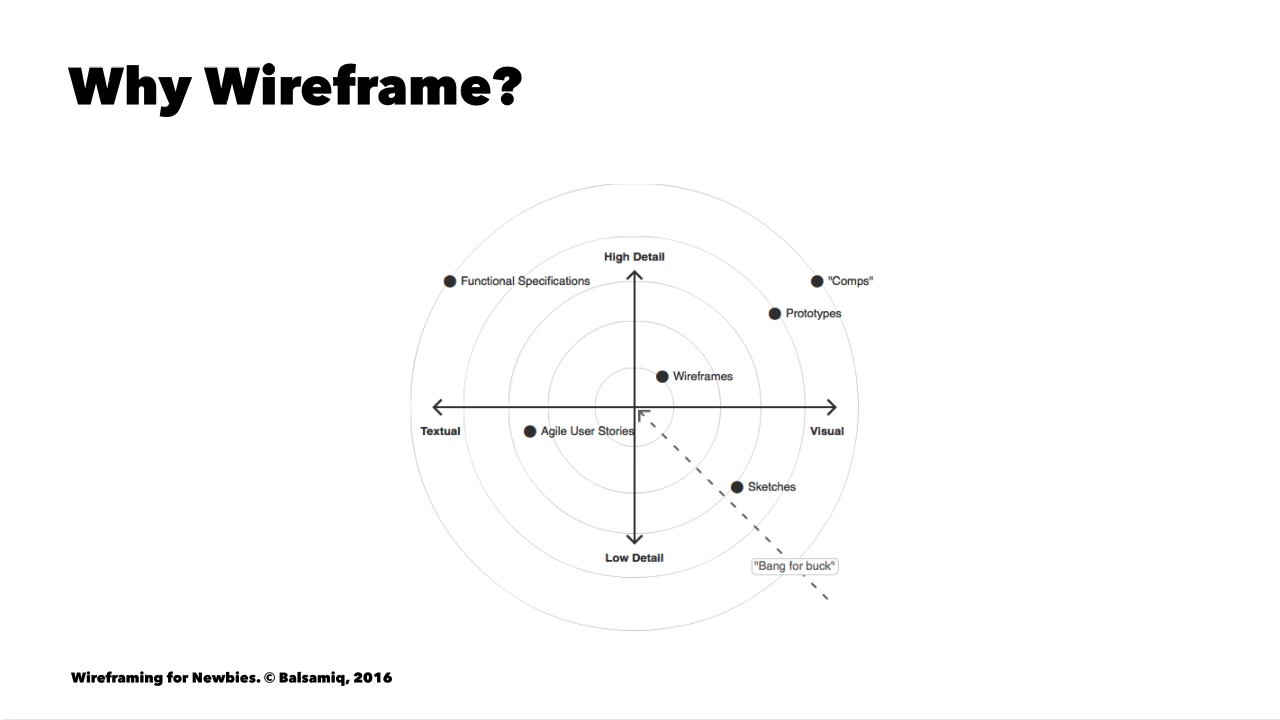 Why Wireframe?
High Detail
Functional Specifications
"Comps"
Prototypes
Wireframes
Textual
Agile User Stories
Visual
Sketches
Low Detail
"Bang for buck"
Wireframing for Newbies. © Balsamiq, 2016